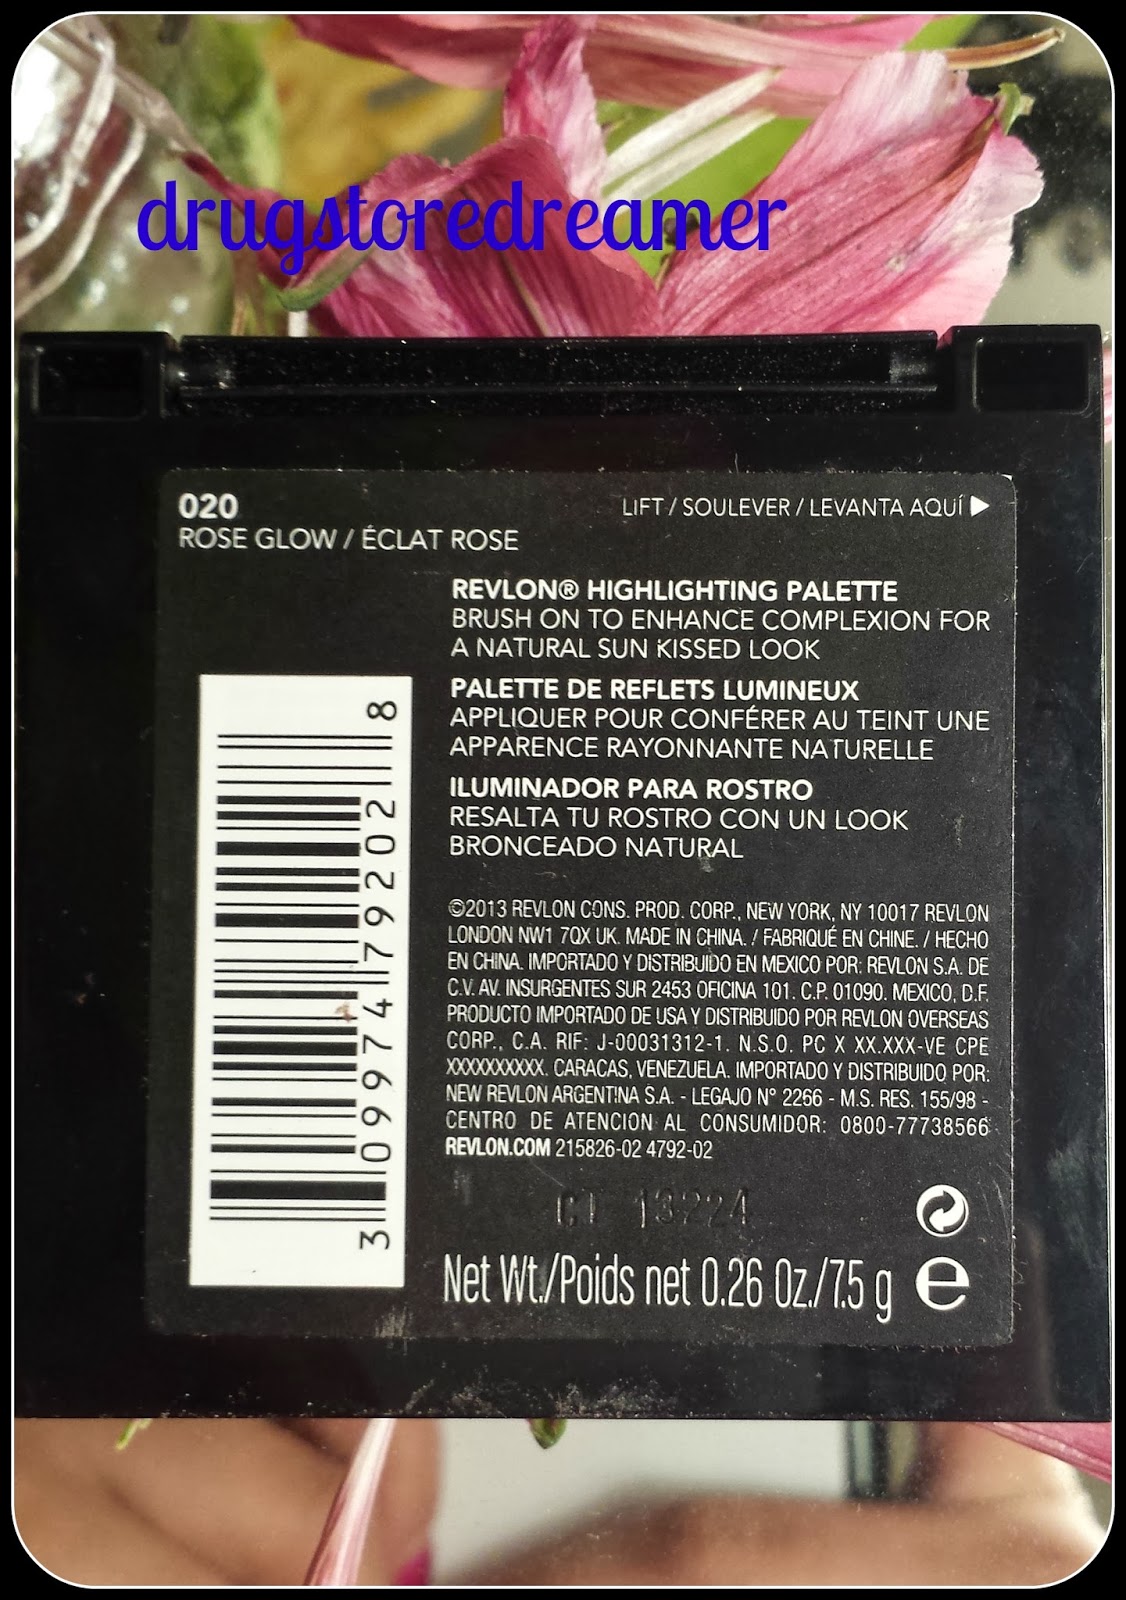 drugstoredreamer
020
LIFT / SOULEVER / LEVANTA AQUÍ ▶
ROSE GLOW / ÉCLAT ROSE
REVLON® HIGHLIGHTING PALETTE
BRUSH ON TO ENHANCE COMPLEXION FOR
A NATURAL SUN KISSED LOOK
PALETTE DE REFLETS LUMINEUX
APPLIQUER POUR CONFÉRER AU TEINT UNE
APPARENCE RAYONNANTE NATURELLE
ILUMINADOR PARA ROSTRO
RESALTA TU ROSTRO CON UN LOOK
BRONCEADO NATURAL
3 09974 79202 8
©2013 REVLON CONS. PROD. CORP., NEW YORK, NY 10017 REVLON
LONDON NW1 7QX UK. MADE IN CHINA. / FABRIQUÉ EN CHINE. / HECHO
EN CHINA. IMPORTADO Y DISTRIBUIDO EN MEXICO POR: REVLON S.A. DE
C.V. AV. INSURGENTES SUR 2453 OFICINA 101. C.P. 01090. MEXICO, D.F.
PRODUCTO IMPORTADO DE USA Y DISTRIBUIDO POR REVLON OVERSEAS
CORP., C.A. RIF: J-00031312-1. N.S.O. PC X XX.XXX-VE CPE
XXXXXXXXXX. CARACAS, VENEZUELA. IMPORTADO Y DISTRIBUIDO POR:
NEW REVLON ARGENTINA S.A. - LEGAJO N° 2266 - M.S. RES. 155/98 -
CENTRO DE ATENCION AL CONSUMIDOR: 0800-77738566
REVLON.COM 215826-02 4792-02
CT 13224
Net Wt./Poids net 0.26 Oz./7.5 g e